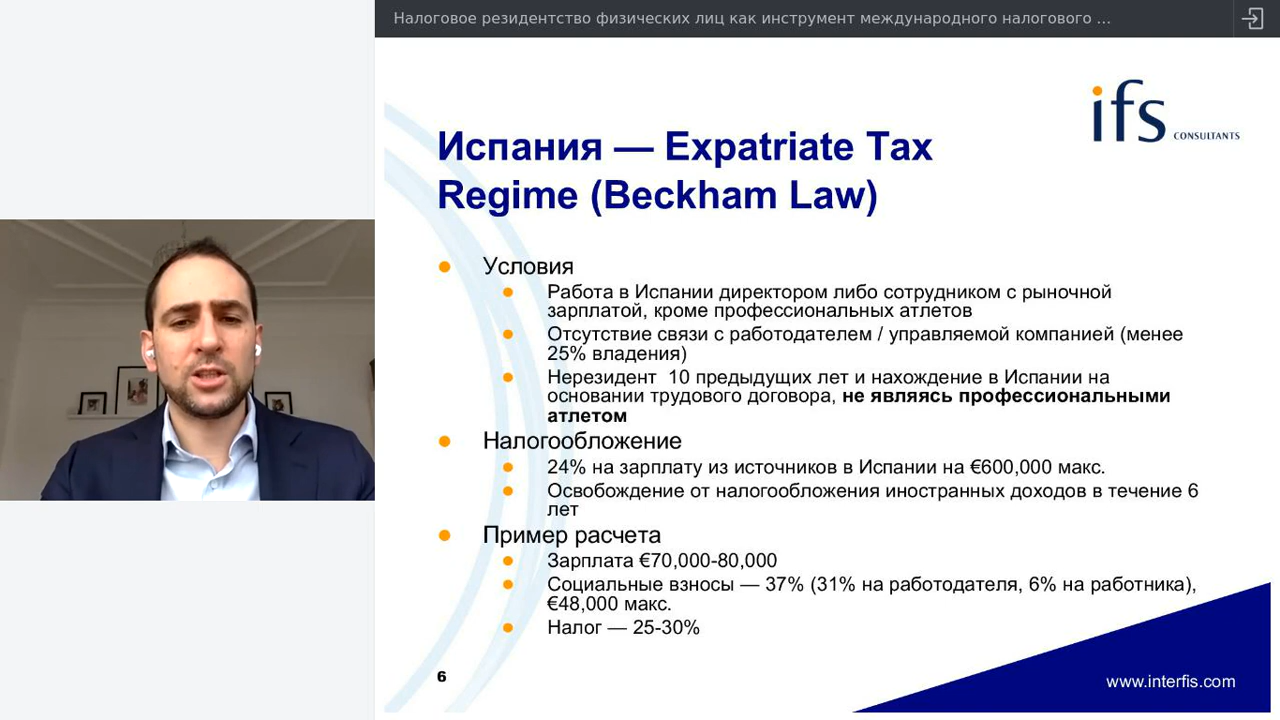 Налоговое резидентство физических лиц как инструмент международного налогового ...
ifs CONSULTANTS
Испания — Expatriate Tax
Regime (Beckham Law)
Условия
Работа в Испании директором либо сотрудником с рыночной
зарплатой, кроме профессиональных атлетов
Отсутствие связи с работодателем / управляемой компанией (менее
25% владения)
Нерезидент 10 предыдущих лет и нахождение в Испании на
основании трудового договора, не являясь профессиональными
атлетом
Налогообложение
24% на зарплату из источников в Испании на €600,000 макс.
Освобождение от налогообложения иностранных доходов в течение 6
лет
Пример расчета
Зарплата €70,000-80,000
Социальные взносы — 37% (31% на работодателя, 6% на работника),
€48,000 макс.
Налог — 25-30%
6
www.interfis.com